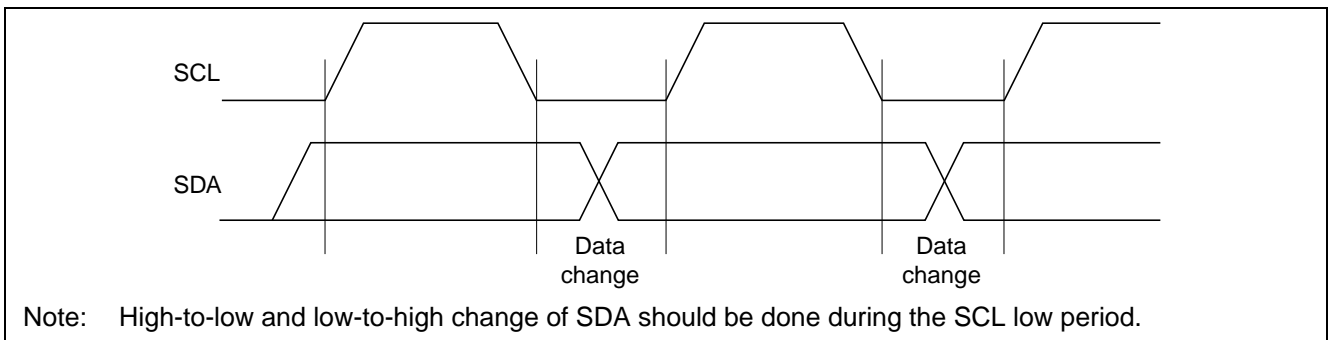 SCL
SDA
Data
change
Data
change
Note: High-to-low and low-to-high change of SDA should be done during the SCL low period.